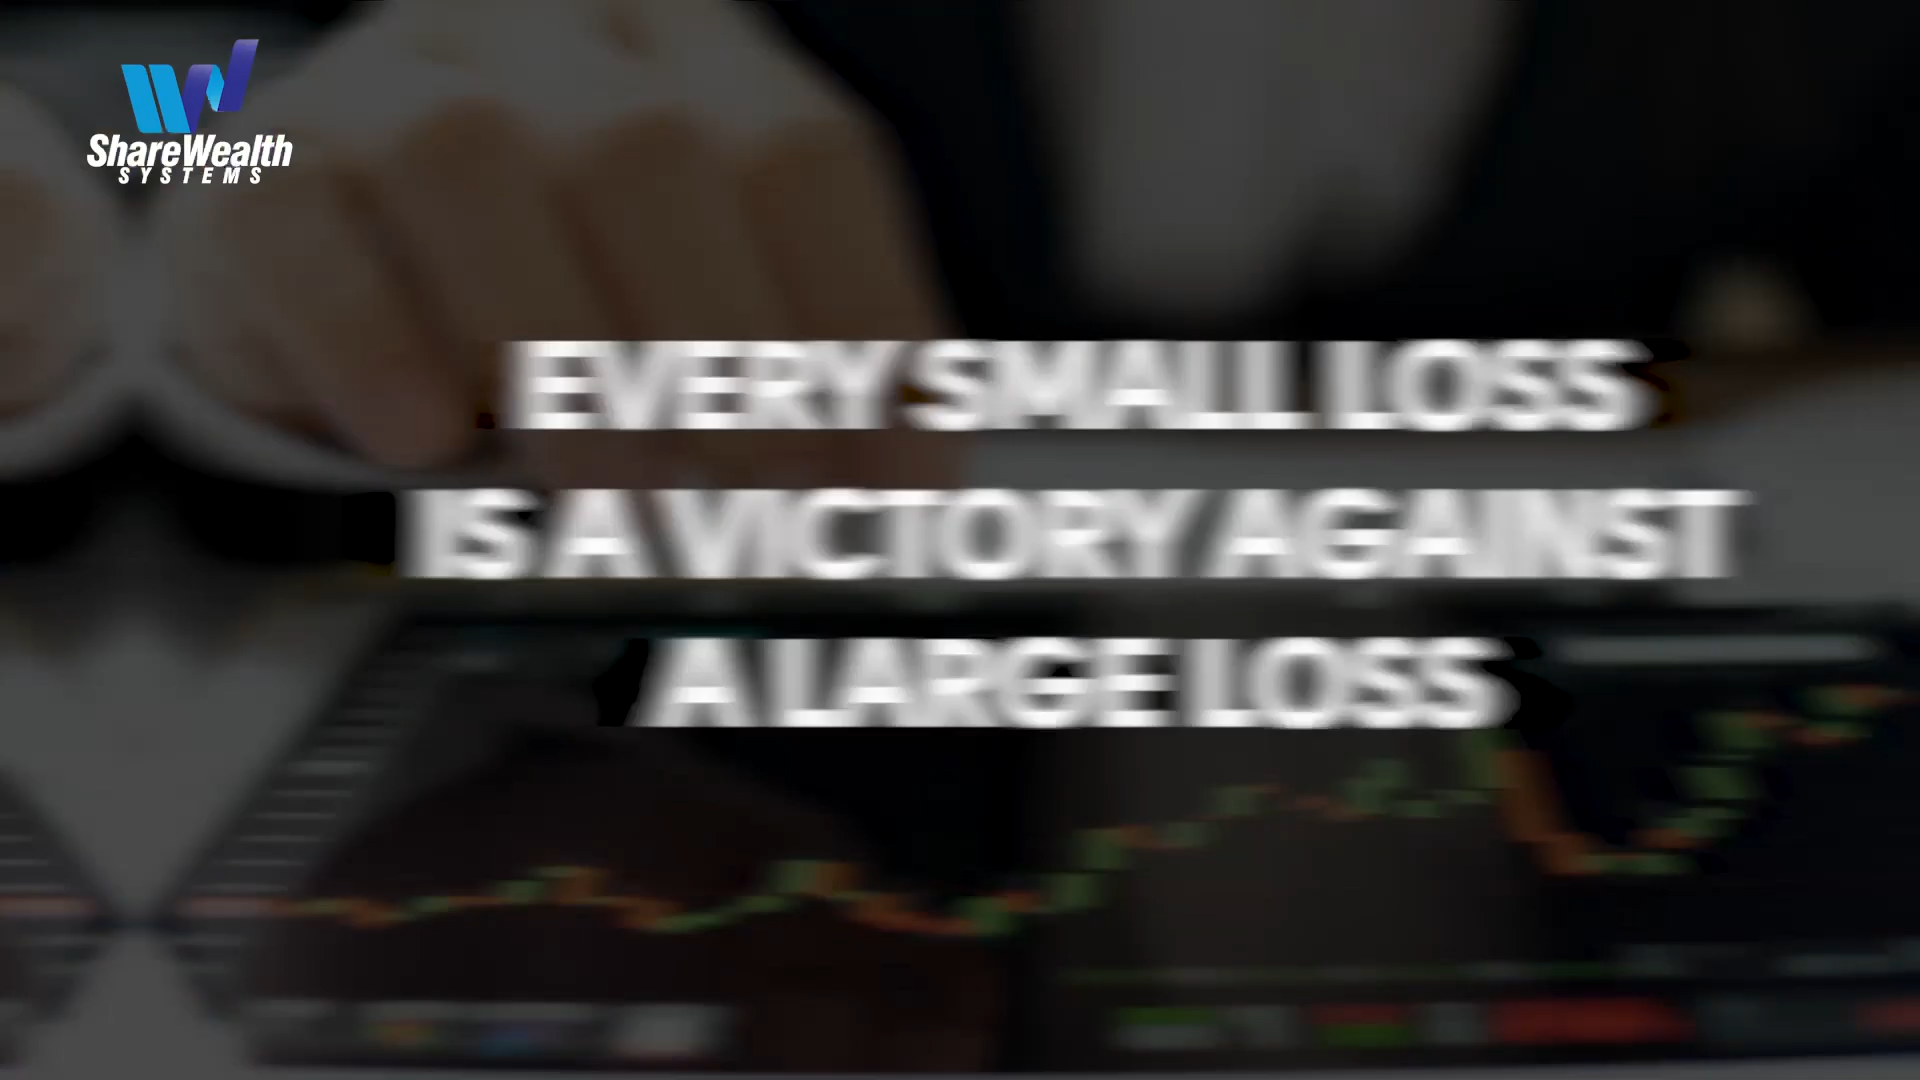 ShareWealth
SYSTEMS
EVERY SMALL LOSS
IS A VICTORY AGAINST
A LARGE LOSS